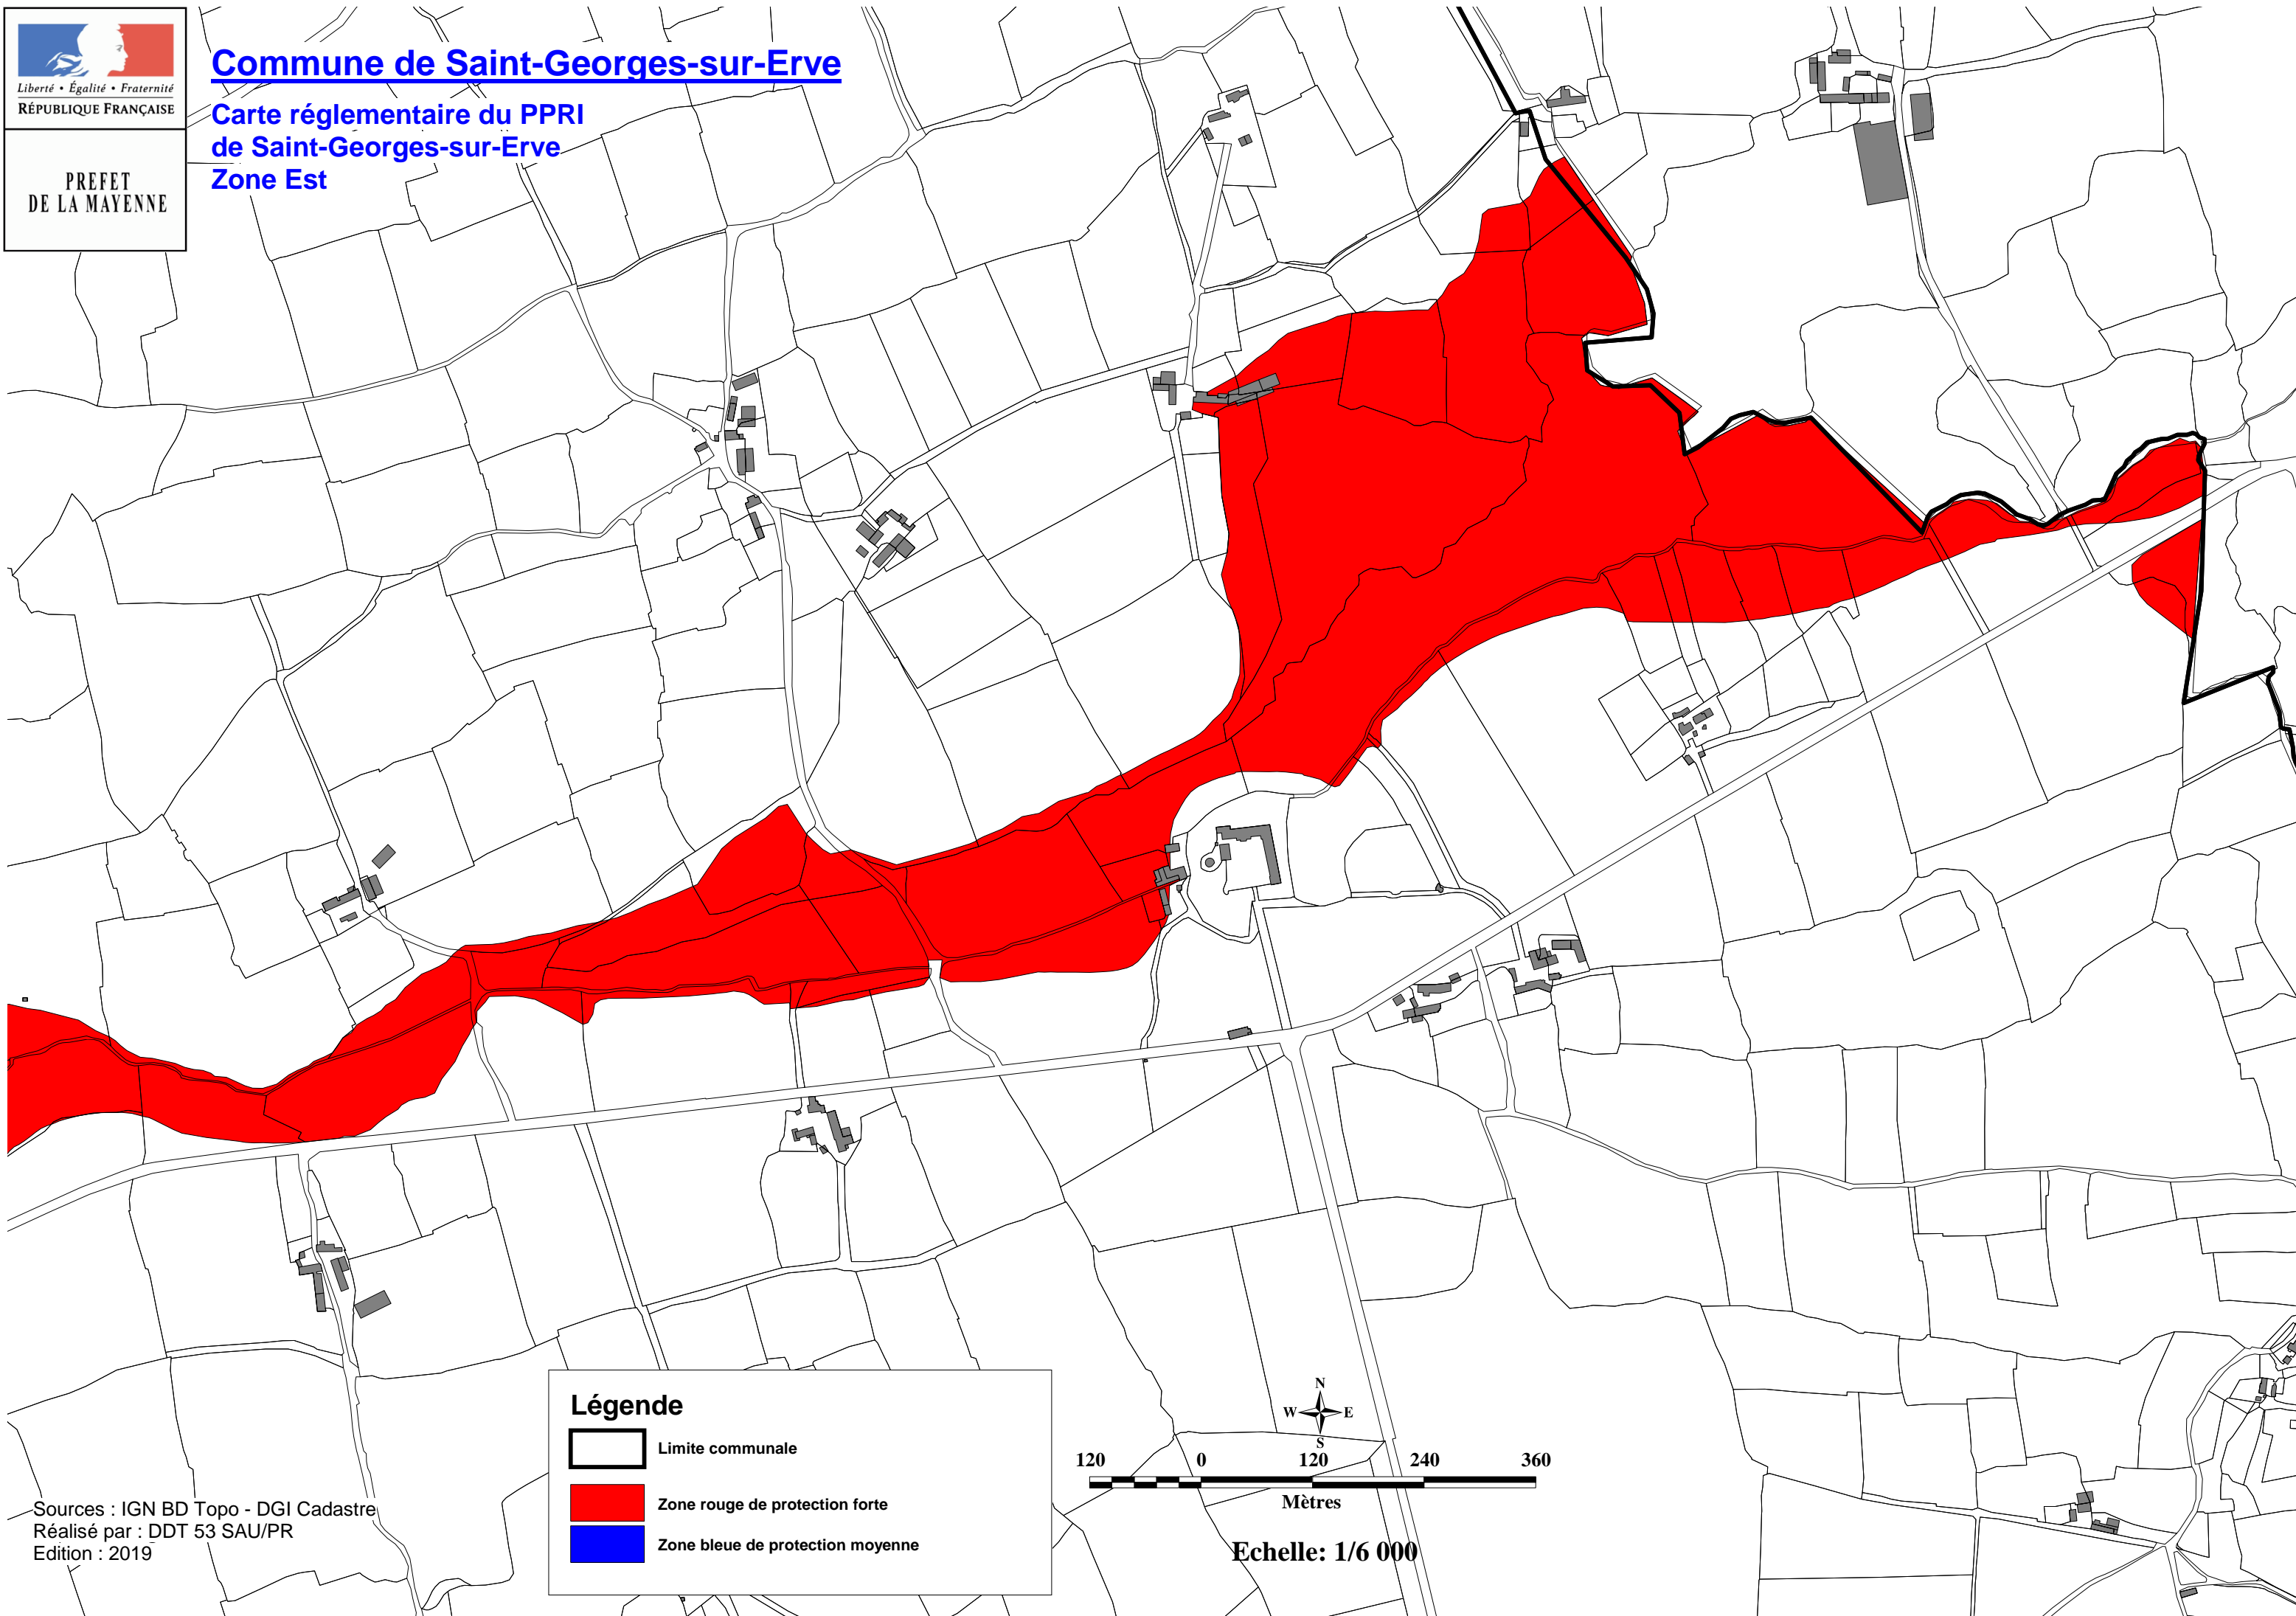 Liberté • Égalité • Fraternité
RÉPUBLIQUE FRANÇAISE
PREFET
DE LA MAYENNE
Commune de Saint-Georges-sur-Erve
Carte réglementaire du PPRI
de Saint-Georges-sur-Erve
Zone Est
Légende
Limite communale
Zone rouge de protection forte
Zone bleue de protection moyenne
N
W E
S
120 0 120 240 360
Mètres
Echelle: 1/6 000
Sources : IGN BD Topo - DGI Cadastre
Réalisé par : DDT 53 SAU/PR
Edition : 2019